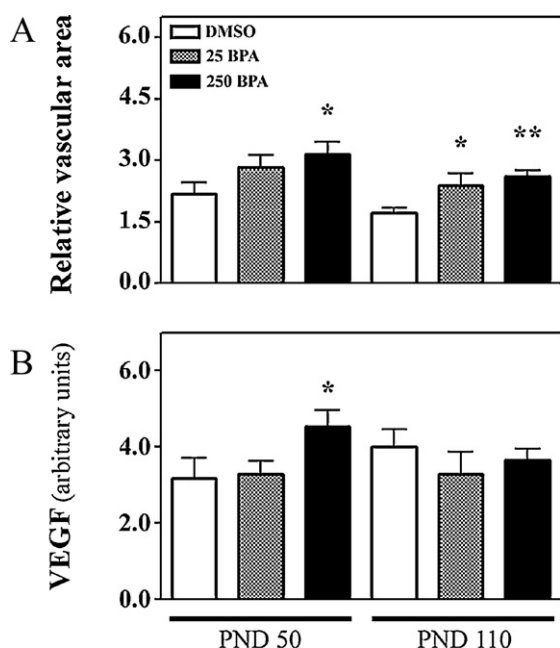 A
Relative vascular area
6.0
4.5
3.0
1.5
0.0
DMSO
25 BPA
250 BPA
*
*
**
B
VEGF (arbitrary units)
6.0
4.0
2.0
0.0
*
PND 50
PND 110